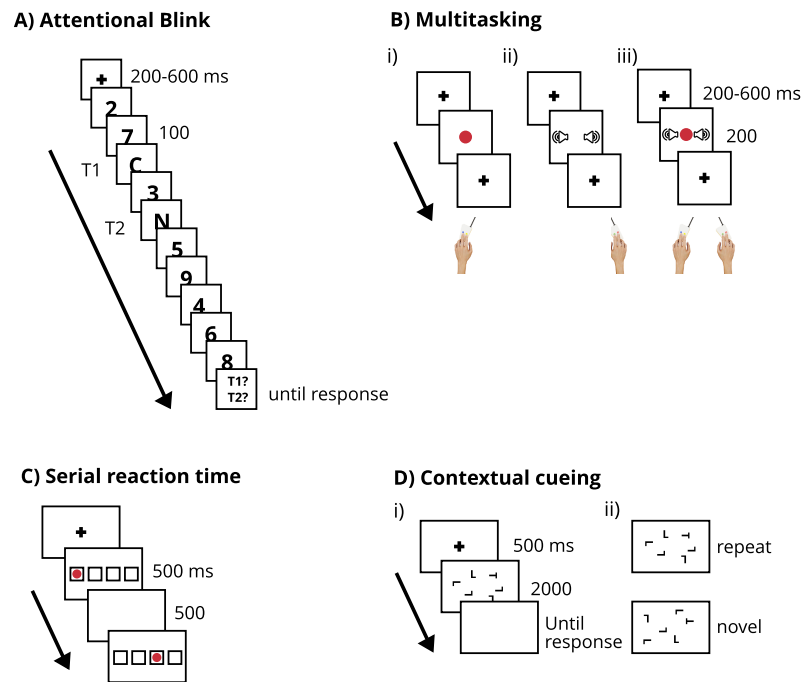 A) Attentional Blink
200-600 ms
2
7
100
T1
C
3
T2
N
5
9
4
6
8
T1?
T2?
until response
B) Multitasking
i)
ii)
iii)
200-600 ms
200
C) Serial reaction time
500 ms
500
D) Contextual cueing
i)
500 ms
2000
Until
response
ii)
repeat
novel